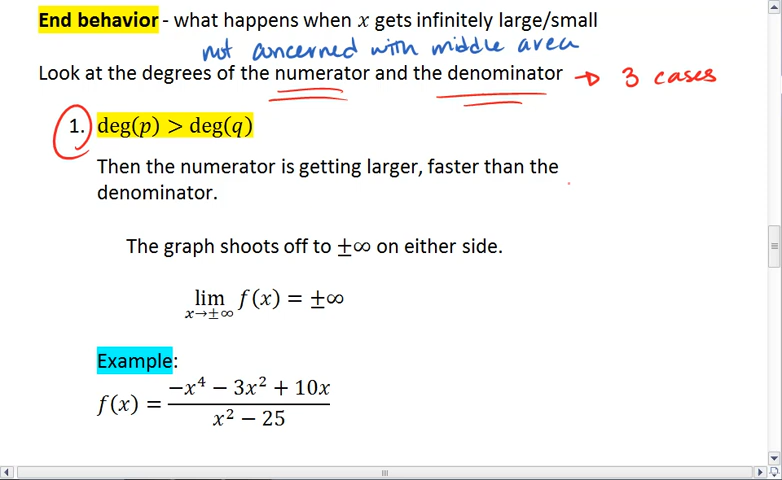 End behavior - what happens when x gets infinitely large/small
not concerned with middle area
Look at the degrees of the numerator and the denominator → 3 cases
1. deg(p) > deg(q)
Then the numerator is getting larger, faster than the
denominator.
The graph shoots off to ±∞ on either side.
lim f(x) = ±∞
x→±∞
Example:
f(x) = (−x⁴ − 3x² + 10x) / (x² − 25)